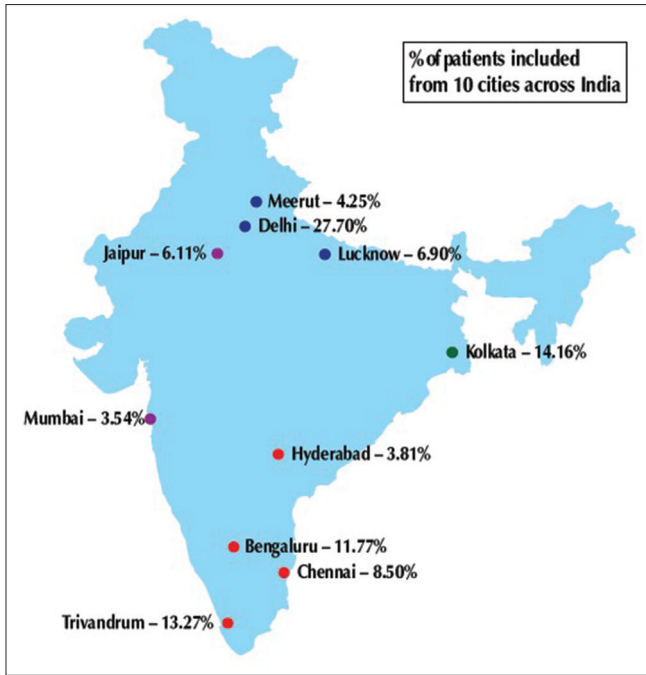 % of patients included
from 10 cities across India
Meerut – 4.25%
Delhi – 27.70%
Jaipur – 6.11%
Lucknow – 6.90%
Kolkata – 14.16%
Mumbai – 3.54%
Hyderabad – 3.81%
Bengaluru – 11.77%
Chennai – 8.50%
Trivandrum – 13.27%